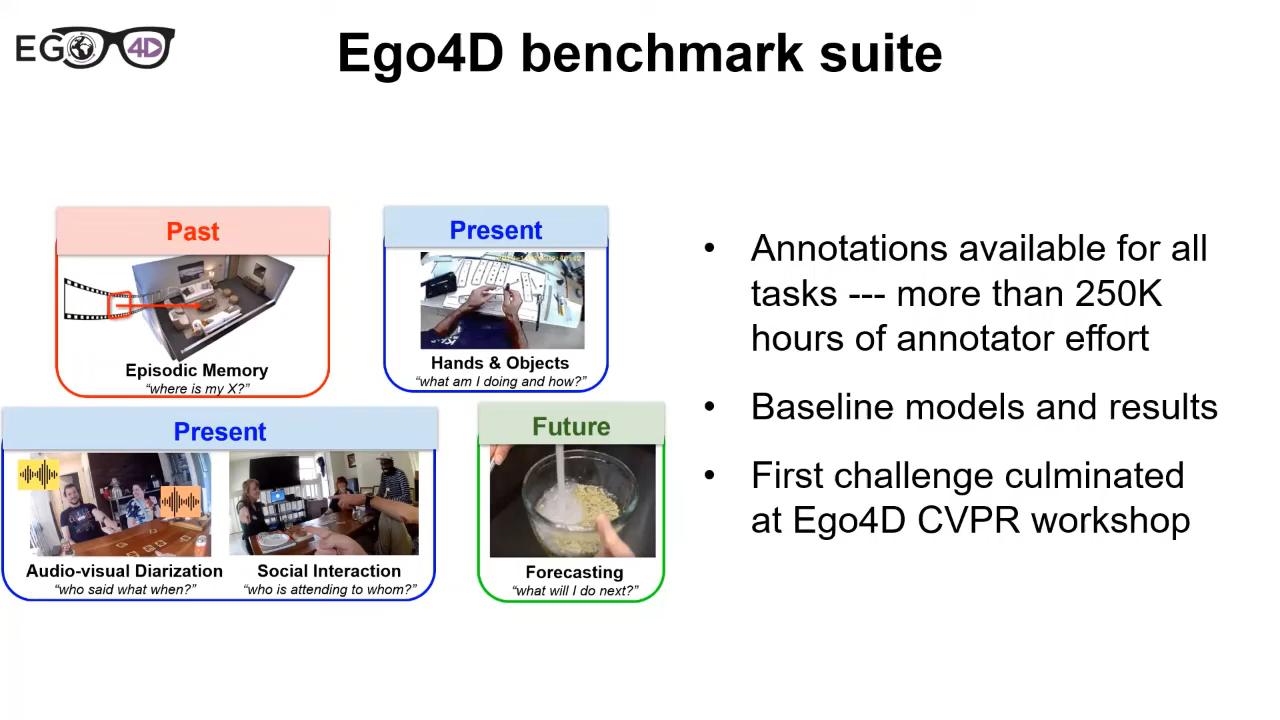 EGO4D
Ego4D benchmark suite
Past
Episodic Memory
“where is my X?”
Present
Hands & Objects
“what am I doing and how?”
Present
Audio-visual Diarization
“who said what when?”
Social Interaction
“who is attending to whom?”
Future
Forecasting
“what will I do next?”
• Annotations available for all
tasks --- more than 250K
hours of annotator effort
• Baseline models and results
• First challenge culminated
at Ego4D CVPR workshop